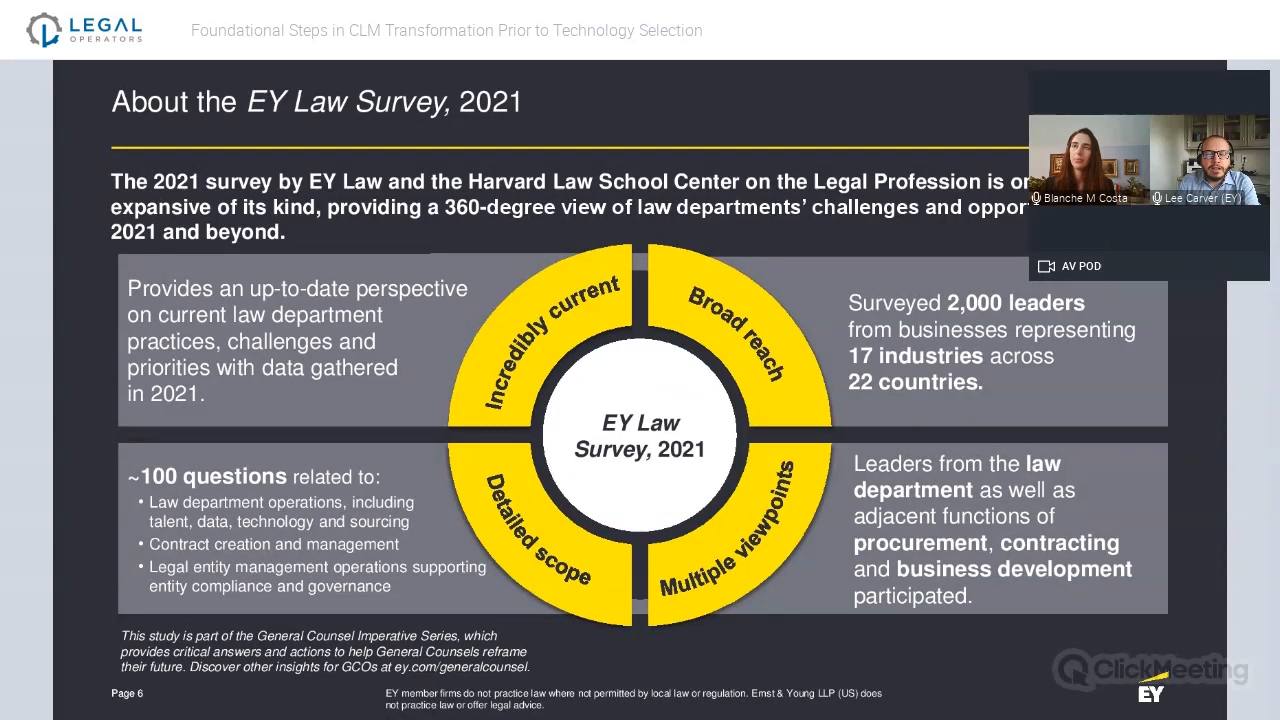 LEGAL
OPERATORS
Foundational Steps in CLM Transformation Prior to Technology Selection
About the EY Law Survey, 2021
The 2021 survey by EY Law and the Harvard Law School Center on the Legal Profession is
expansive of its kind, providing a 360-degree view of law departments’ challenges and
2021 and beyond.
Blanche M Costa
Lee Carver (EY)
AV POD
Provides an up-to-date perspective
on current law department
practices, challenges and
priorities with data gathered
in 2021.
Incredibly current
Broad reach
Surveyed 2,000 leaders
from businesses representing
17 industries across
22 countries.
EY Law
Survey, 2021
~100 questions related to:
• Law department operations, including
talent, data, technology and sourcing
• Contract creation and management
• Legal entity management operations supporting
entity compliance and governance
Detailed scope
Multiple viewpoints
Leaders from the law
department as well as
adjacent functions of
procurement, contracting
and business development
participated.
This study is part of the General Counsel Imperative Series, which
provides critical answers and actions to help General Counsels reframe
their future. Discover other insights for GCOs at ey.com/generalcounsel.
Page 6
EY member firms do not practice law where not permitted by local law or regulation. Ernst & Young LLP (US) does
not practice law or offer legal advice.
ClickMeeting
EY